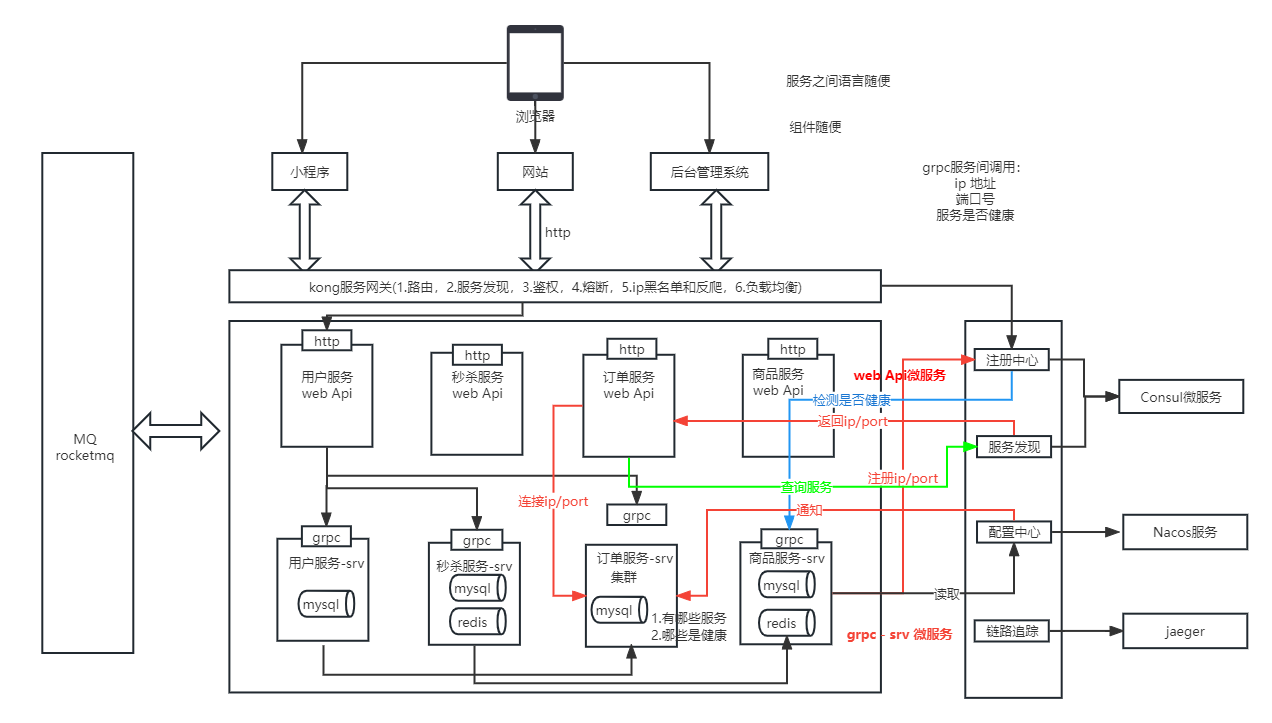 浏览器
服务之间语言随便
组件随便
小程序
网站
后台管理系统
grpc服务间调用:
ip 地址
端口号
服务是否健康
http
kong服务网关(1.路由，2.服务发现，3.鉴权，4.熔断，5.ip黑名单和反爬，6.负载均衡)
http
用户服务
web Api
http
秒杀服务
web Api
http
订单服务
web Api
http
商品服务
web Api
web Api微服务
检测是否健康
返回ip/port
注册ip/port
查询服务
连接ip/port
通知
读取
MQ
rocketmq
注册中心
Consul微服务
服务发现
配置中心
Nacos服务
链路追踪
jaeger
grpc
grpc
用户服务-srv
mysql
grpc
秒杀服务-srv
mysql
redis
订单服务-srv
集群
mysql
1.有哪些服务
2.哪些是健康
grpc
商品服务-srv
mysql
redis
grpc - srv 微服务